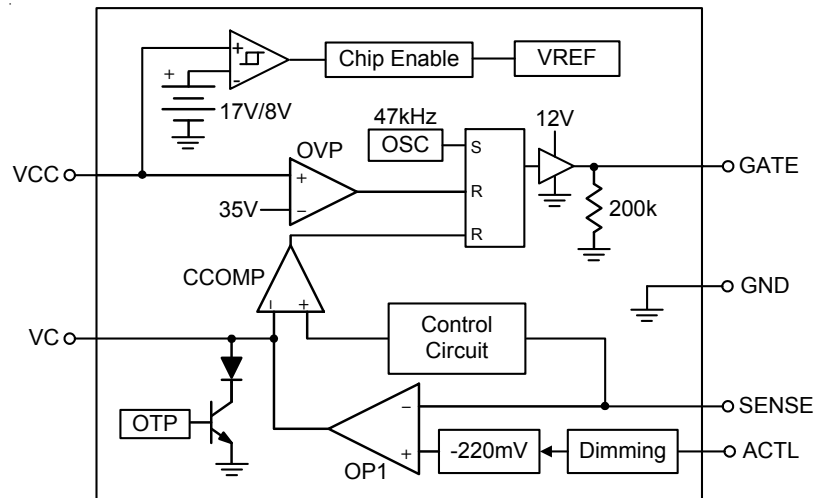 +
-
Chip Enable
VREF
+
17V/8V
47kHz
OSC
12V
OVP
S
VCC
+
GATE
R
35V
−
200k
R
CCOMP
GND
− +
Control
Circuit
VC
−
SENSE
OTP
+
-220mV
Dimming
ACTL
OP1